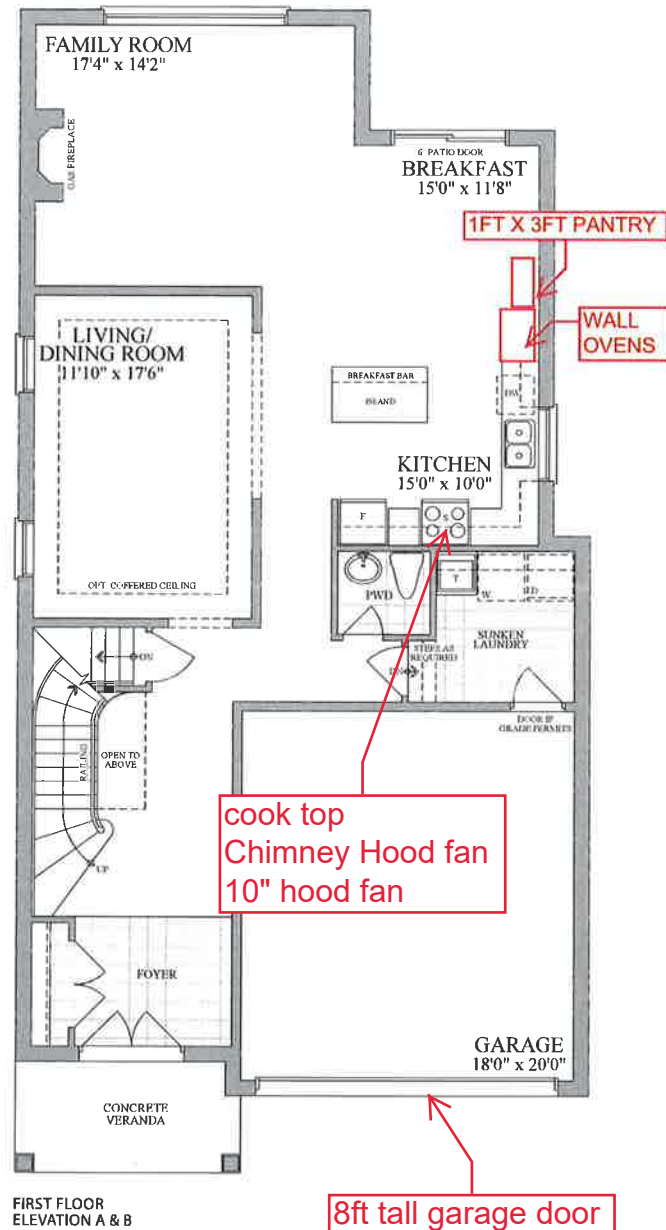 FAMILY ROOM
17'4" x 14'2"
GAS FIREPLACE
6' PATIO DOOR
BREAKFAST
15'0" x 11'8"
1FT X 3FT PANTRY
WALL
OVENS
LIVING/
DINING ROOM
11'10" x 17'6"
BREAKFAST BAR
ISLAND
DW
KITCHEN
15'0" x 10'0"
F
S
OPT. COFFERED CEILING
PWD
T
W
D
SUNKEN
LAUNDRY
STEPS AS
REQUIRED
DN
DN
DOOR IF
GRADE PERMITS
OPEN TO
ABOVE
RAILING
UP
cook top
Chimney Hood fan
10" hood fan
FOYER
GARAGE
18'0" x 20'0"
CONCRETE
VERANDA
FIRST FLOOR
ELEVATION A & B
8ft tall garage door